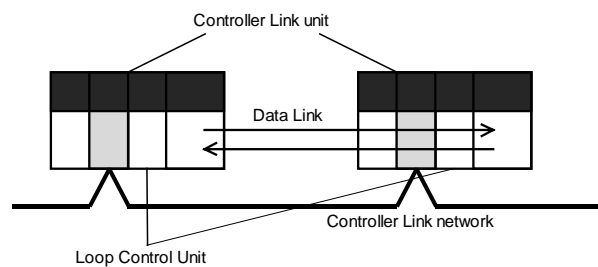 Controller Link unit
Data Link
Controller Link network
Loop Control Unit